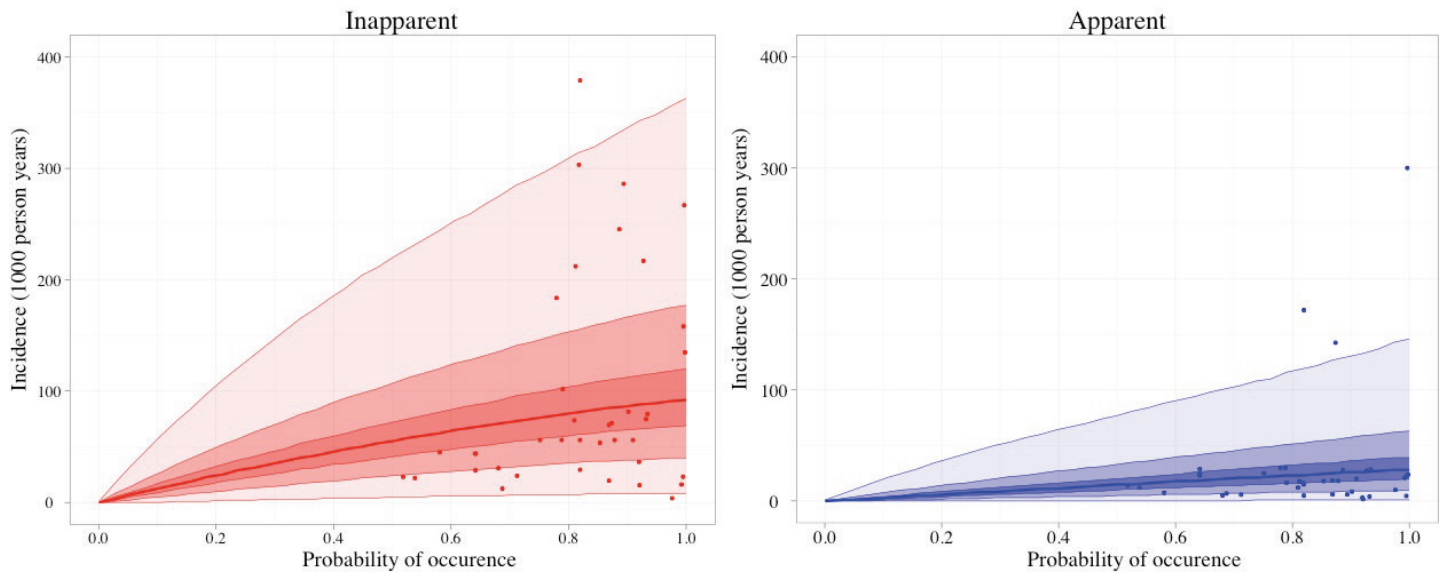 Inapparent
Incidence (1000 person years)
400
300
200
100
0
0.0 0.2 0.4 0.6 0.8 1.0
Probability of occurence
Apparent
Incidence (1000 person years)
400
300
200
100
0
0.0 0.2 0.4 0.6 0.8 1.0
Probability of occurence